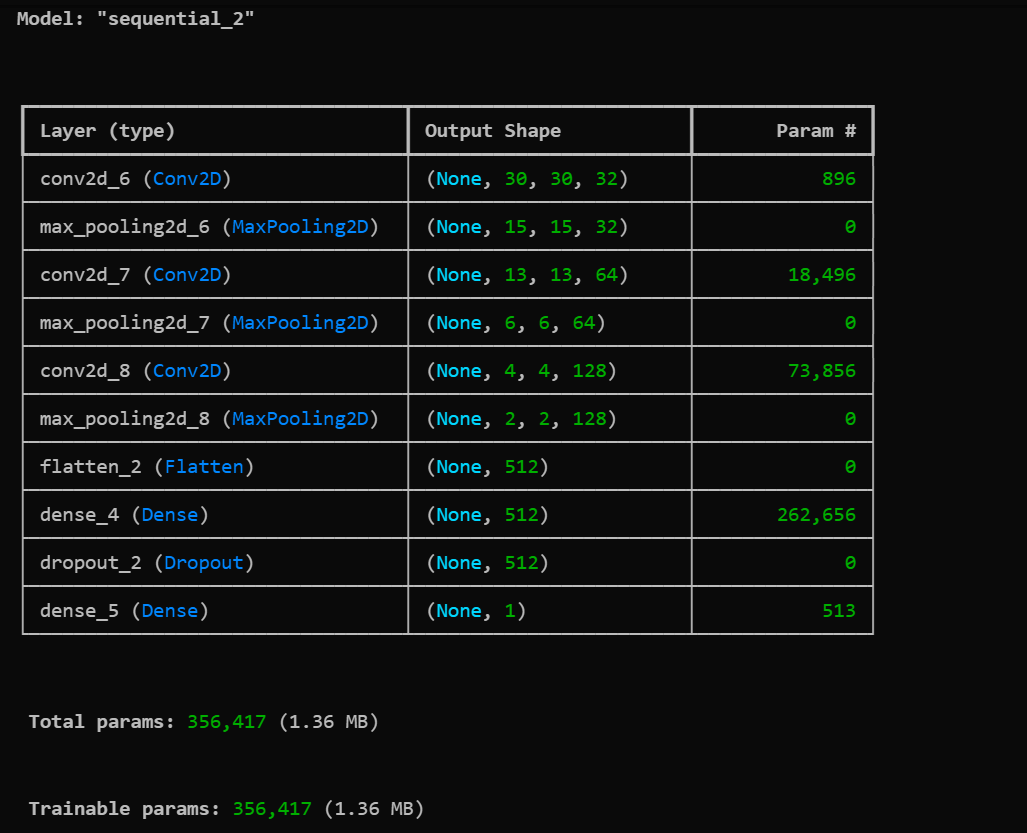 Model: "sequential_2"
Layer (type) Output Shape Param #
conv2d_6 (Conv2D) (None, 30, 30, 32) 896
max_pooling2d_6 (MaxPooling2D) (None, 15, 15, 32) 0
conv2d_7 (Conv2D) (None, 13, 13, 64) 18,496
max_pooling2d_7 (MaxPooling2D) (None, 6, 6, 64) 0
conv2d_8 (Conv2D) (None, 4, 4, 128) 73,856
max_pooling2d_8 (MaxPooling2D) (None, 2, 2, 128) 0
flatten_2 (Flatten) (None, 512) 0
dense_4 (Dense) (None, 512) 262,656
dropout_2 (Dropout) (None, 512) 0
dense_5 (Dense) (None, 1) 513
Total params: 356,417 (1.36 MB)
Trainable params: 356,417 (1.36 MB)